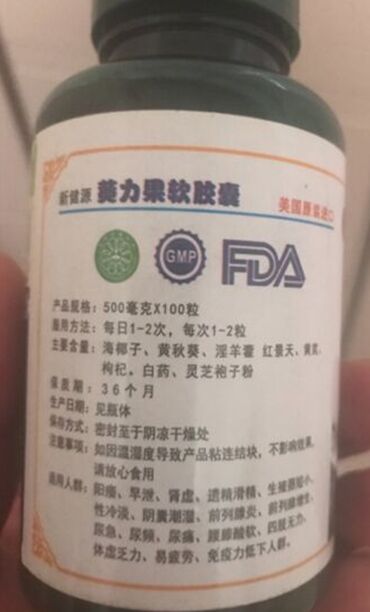 新健源 美力果软胶囊
美国原装进口
GMP
FDA
产品规格：500毫克X100粒
服用方法：每日1-2次，每次1-2粒
主要含量：海椰子、黄秋葵、淫羊藿 红景天、黄芪、
枸杞。白药、灵芝袍子粉
保质期：36个月
生产日期：见瓶体
保存方式：密封至于阴凉干燥处
注意事项：如因温湿度导致产品粘连结块，不影响效果，
请放心食用
适用人群：阳痿、早泄、肾虚、遗精滑精、生殖器短小、
性冷淡、阴囊潮湿、前列腺炎、前列腺增生、
尿急、尿频、尿痛、腰膝酸软、四肢无力、
体虚乏力、易疲劳、免疫力低下人群。